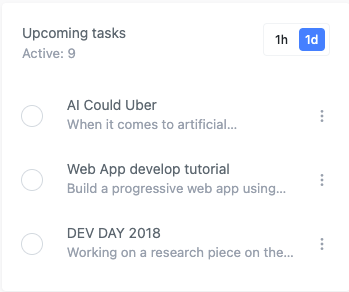 Upcoming tasks
1h 1d
Active: 9
AI Could Uber
When it comes to artificial...
Web App develop tutorial
Build a progressive web app using...
DEV DAY 2018
Working on a research piece on the...